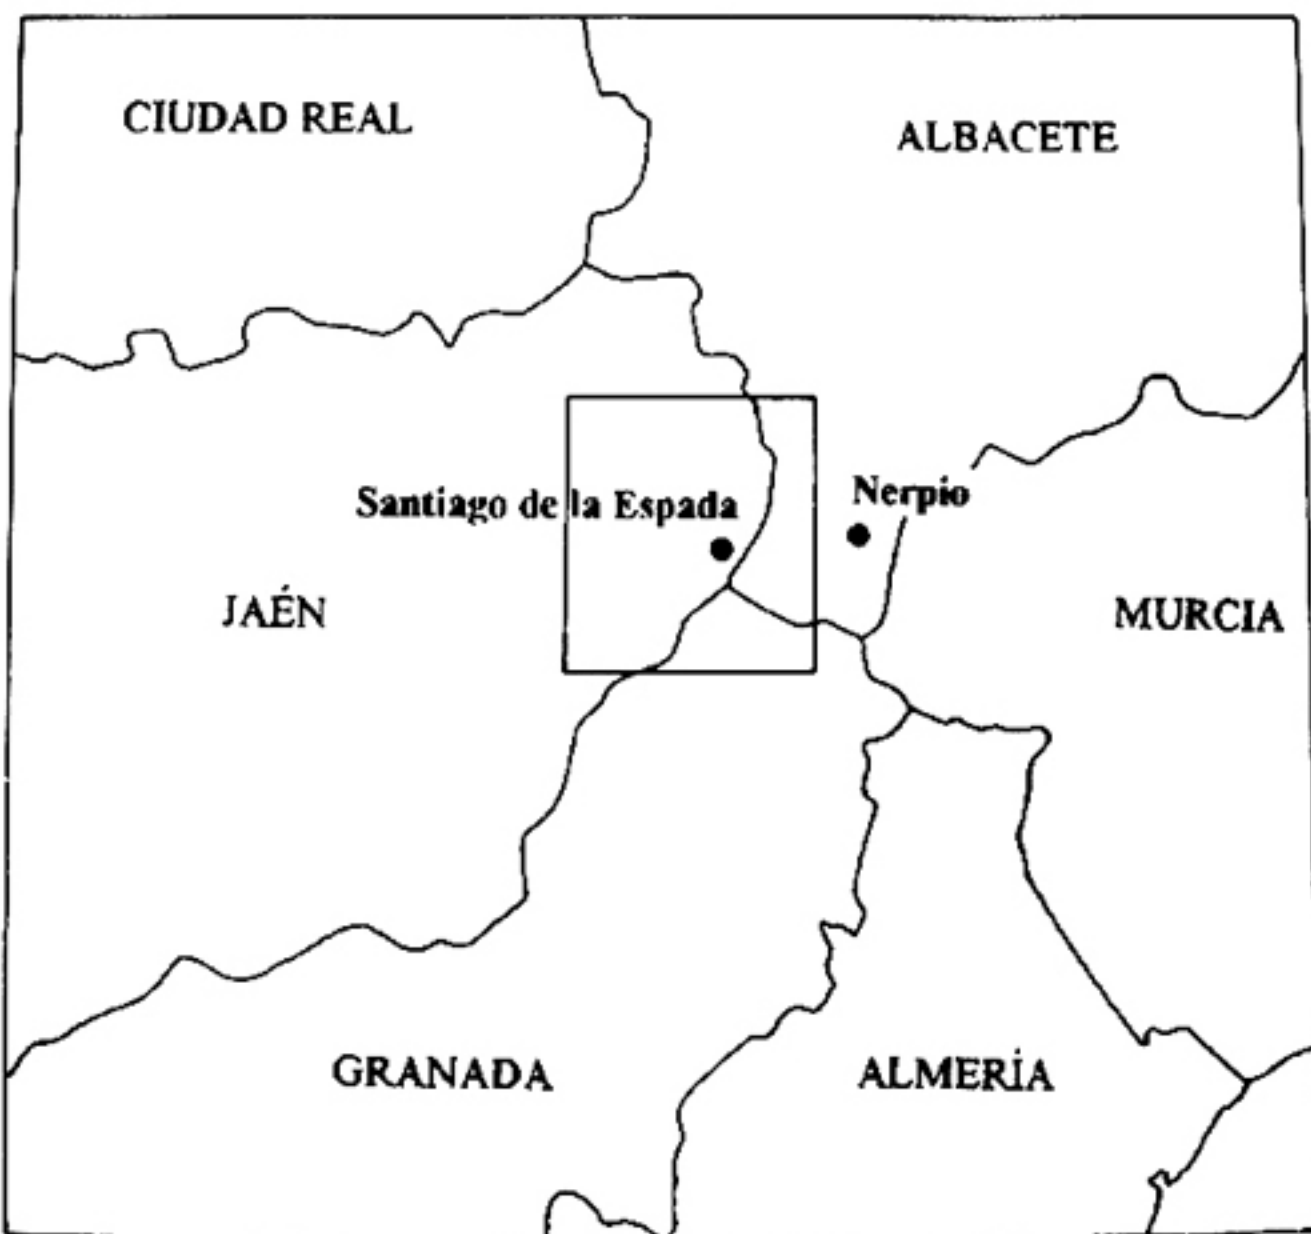 CIUDAD REAL
ALBACETE
Santiago de la Espada
Nerpio
JAÉN
MURCIA
GRANADA
ALMERÍA